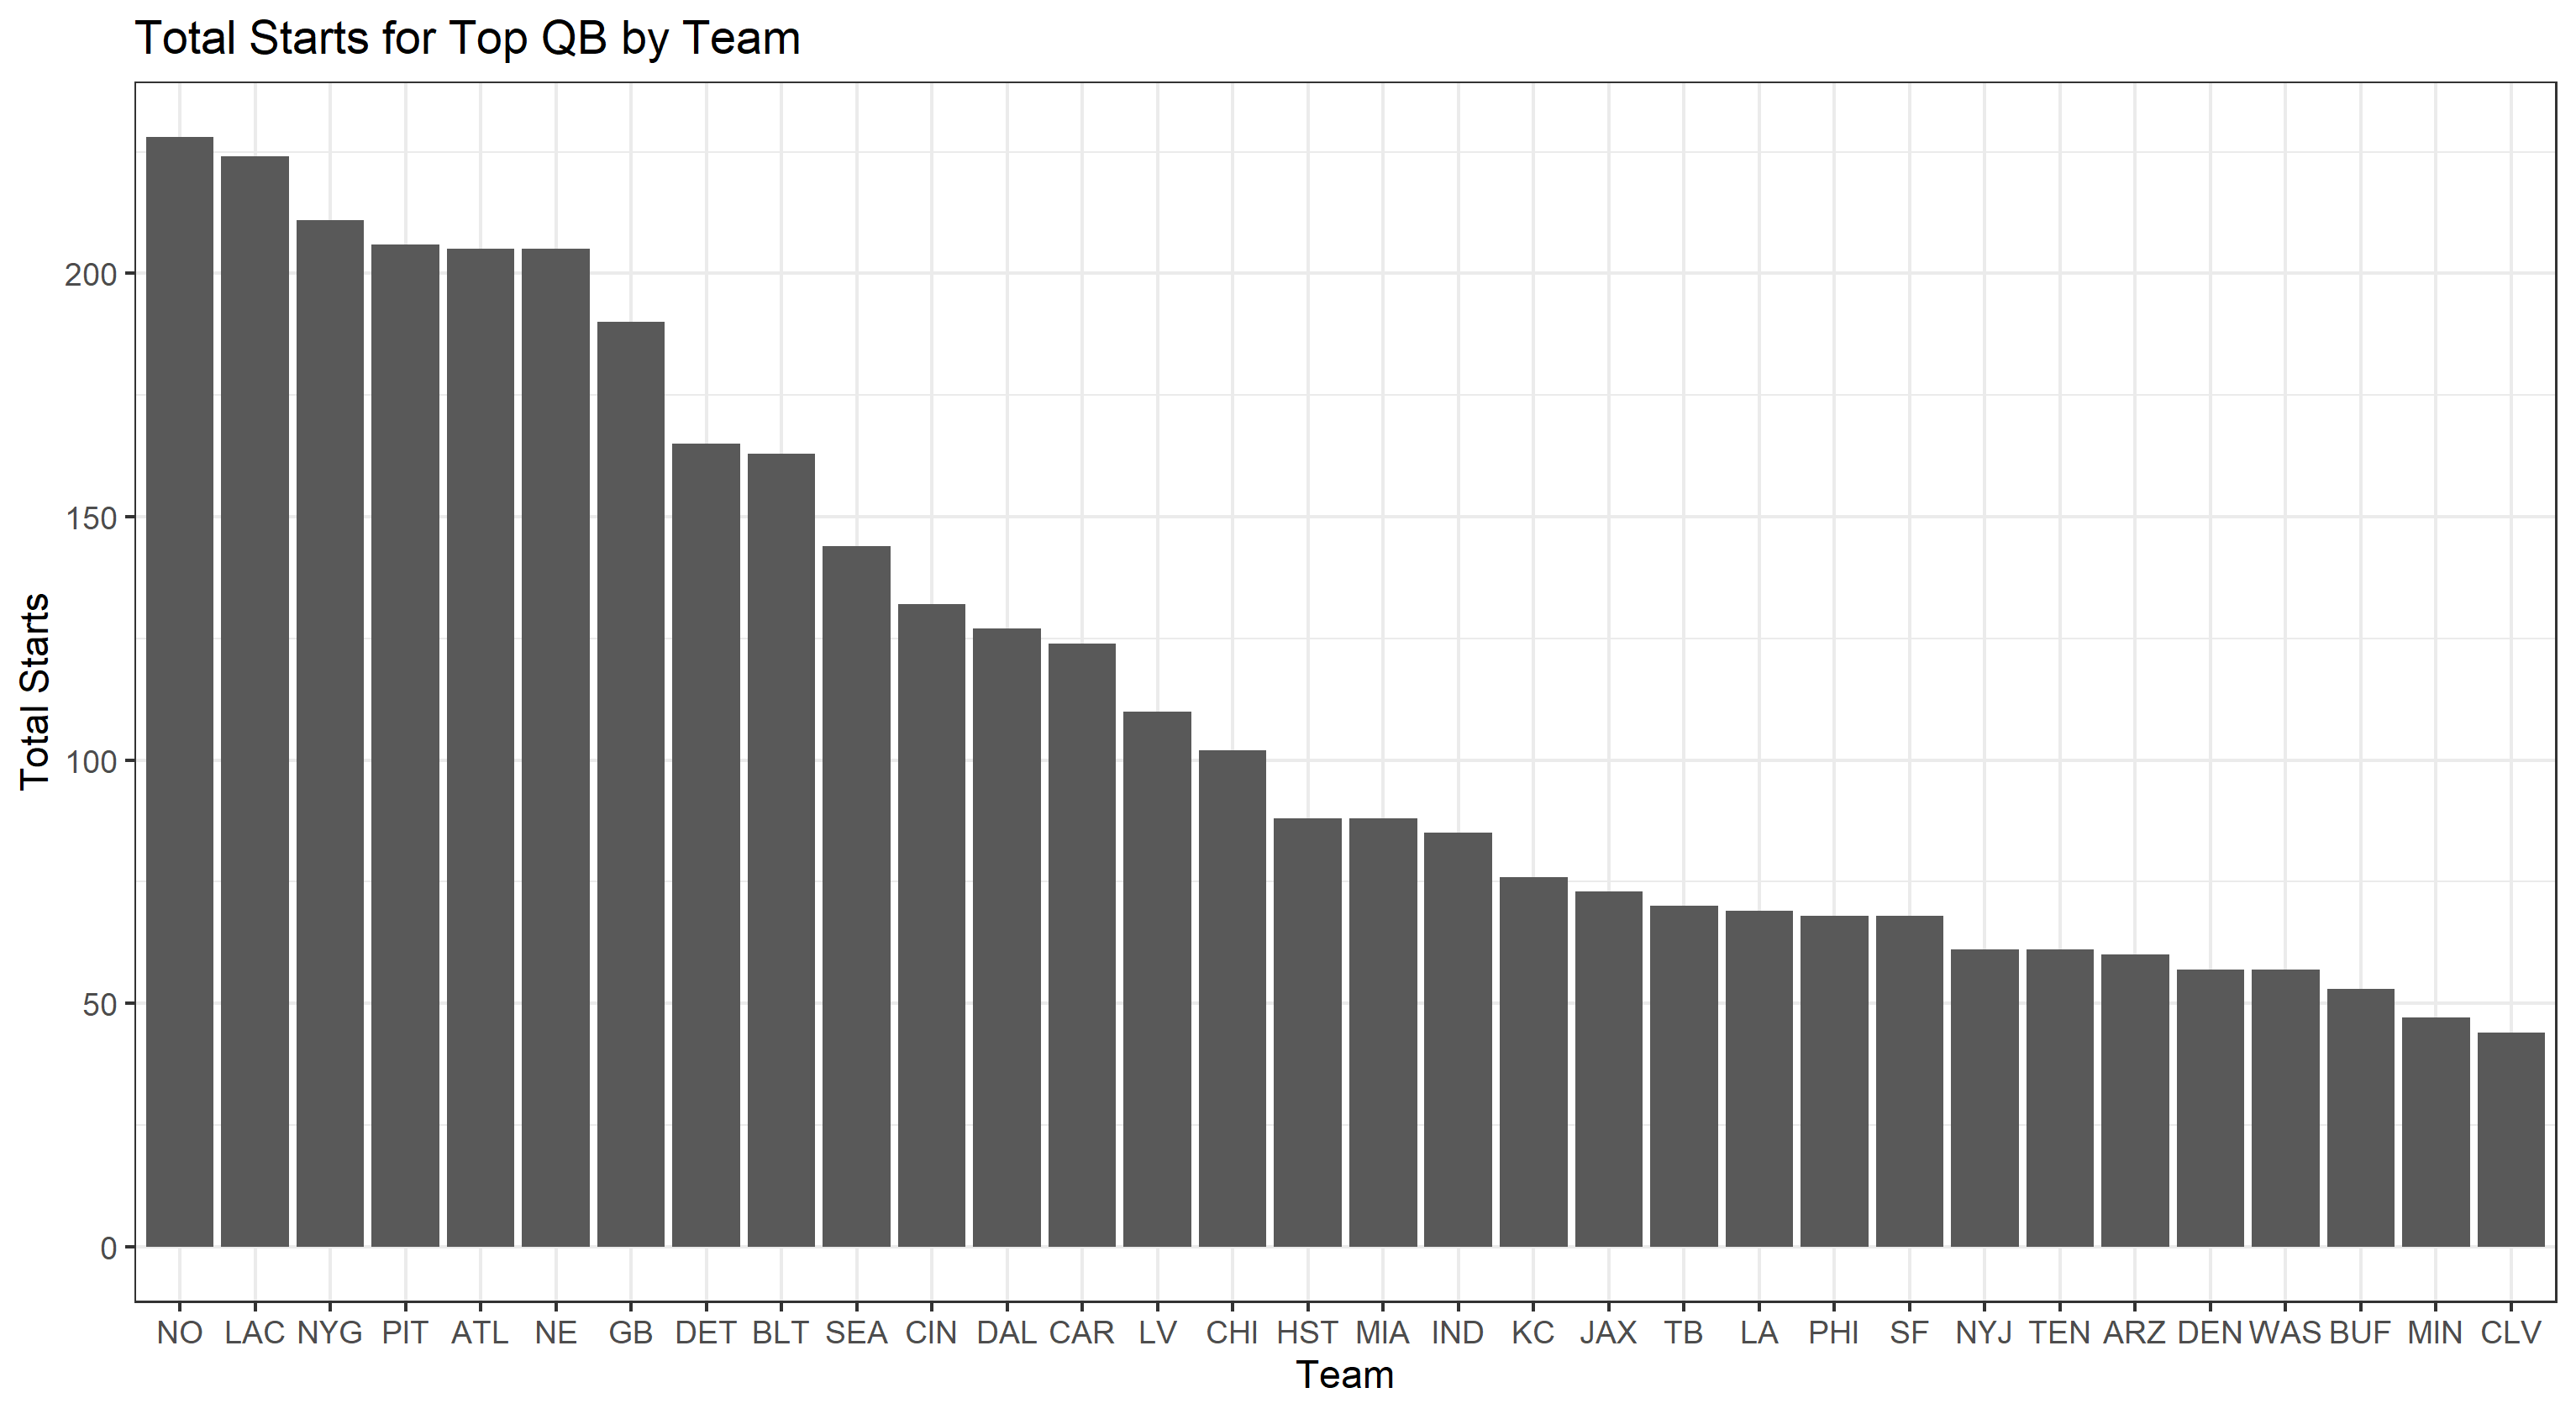 Total Starts for Top QB by Team
Total Starts
200
150
100
50
0
NO LAC NYG PIT ATL NE GB DET BLT SEA CIN DAL CAR LV CHI HST MIA IND KC JAX TB LA PHI SF NYJ TEN ARZ DEN WAS BUF MIN CLV
Team